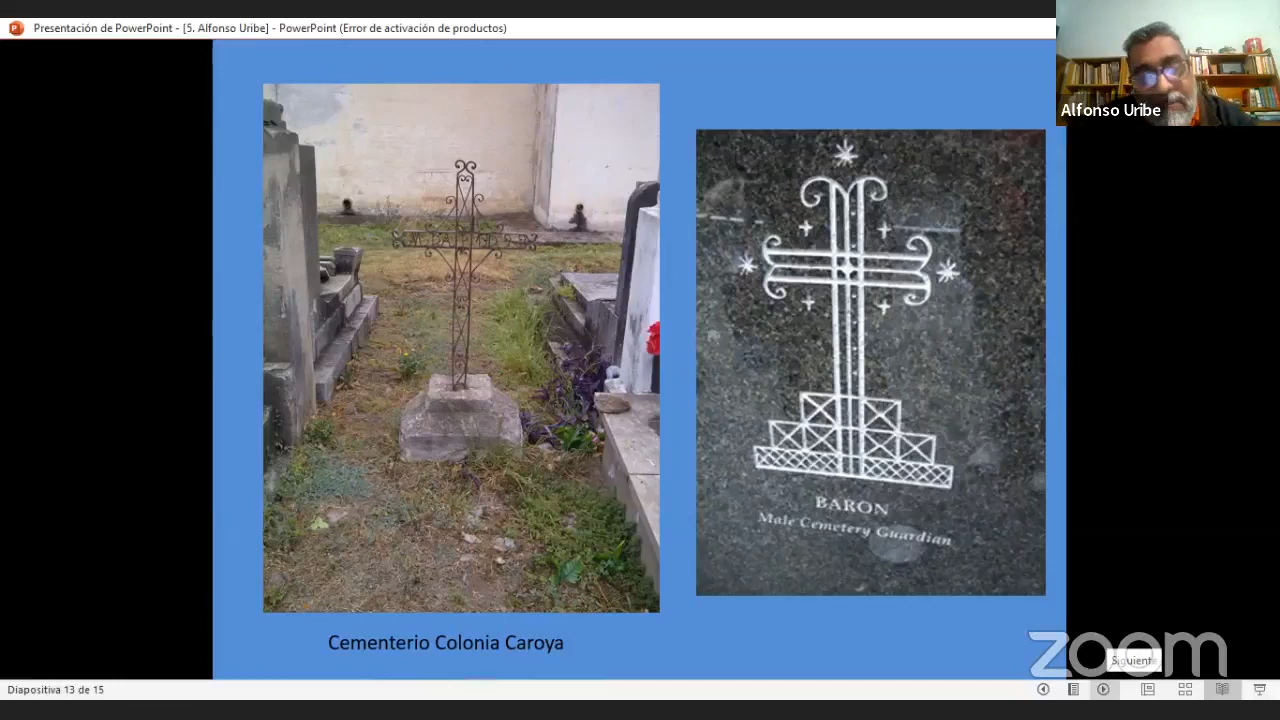 Presentación de PowerPoint - [5. Alfonso Uribe] - PowerPoint (Error de activación de productos)
Alfonso Uribe
BARON
Male Cemetery Guardian
Cementerio Colonia Caroya
zoom
Siguiente
Diapositiva 13 de 15